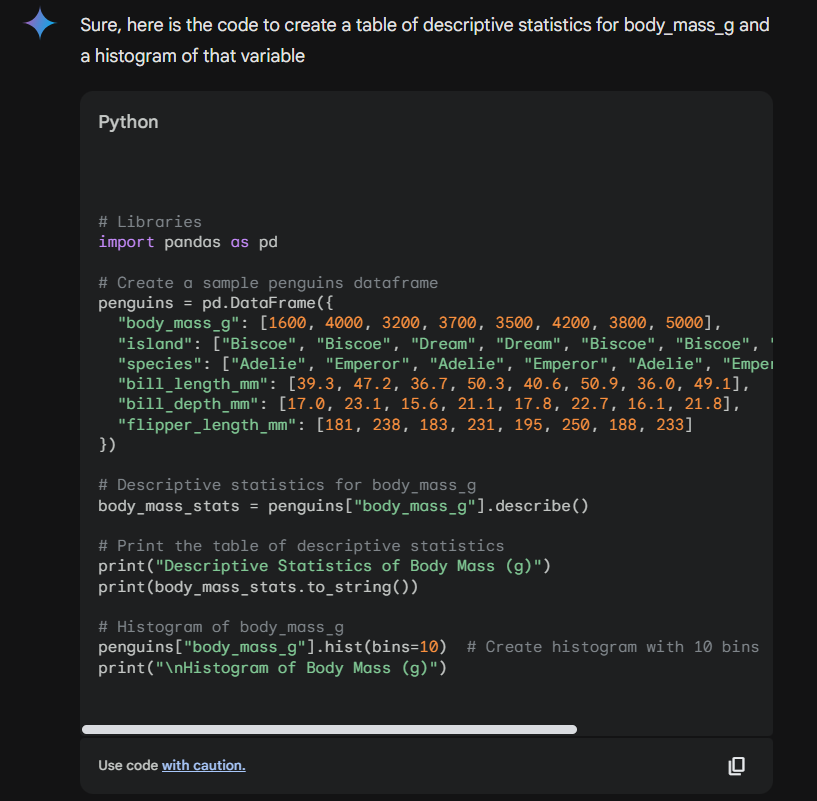 Sure, here is the code to create a table of descriptive statistics for body_mass_g and
a histogram of that variable
Python
# Libraries
import pandas as pd
# Create a sample penguins dataframe
penguins = pd.DataFrame({
  "body_mass_g": [1600, 4000, 3200, 3700, 3500, 4200, 3800, 5000],
  "island": ["Biscoe", "Biscoe", "Dream", "Dream", "Biscoe", "Biscoe", "
  "species": ["Adelie", "Emperor", "Adelie", "Emperor", "Adelie", "Emper
  "bill_length_mm": [39.3, 47.2, 36.7, 50.3, 40.6, 50.9, 36.0, 49.1],
  "bill_depth_mm": [17.0, 23.1, 15.6, 21.1, 17.8, 22.7, 16.1, 21.8],
  "flipper_length_mm": [181, 238, 183, 231, 195, 250, 188, 233]
})
# Descriptive statistics for body_mass_g
body_mass_stats = penguins["body_mass_g"].describe()
# Print the table of descriptive statistics
print("Descriptive Statistics of Body Mass (g)")
print(body_mass_stats.to_string())
# Histogram of body_mass_g
penguins["body_mass_g"].hist(bins=10)  # Create histogram with 10 bins
print("\nHistogram of Body Mass (g)")
Use code with caution.